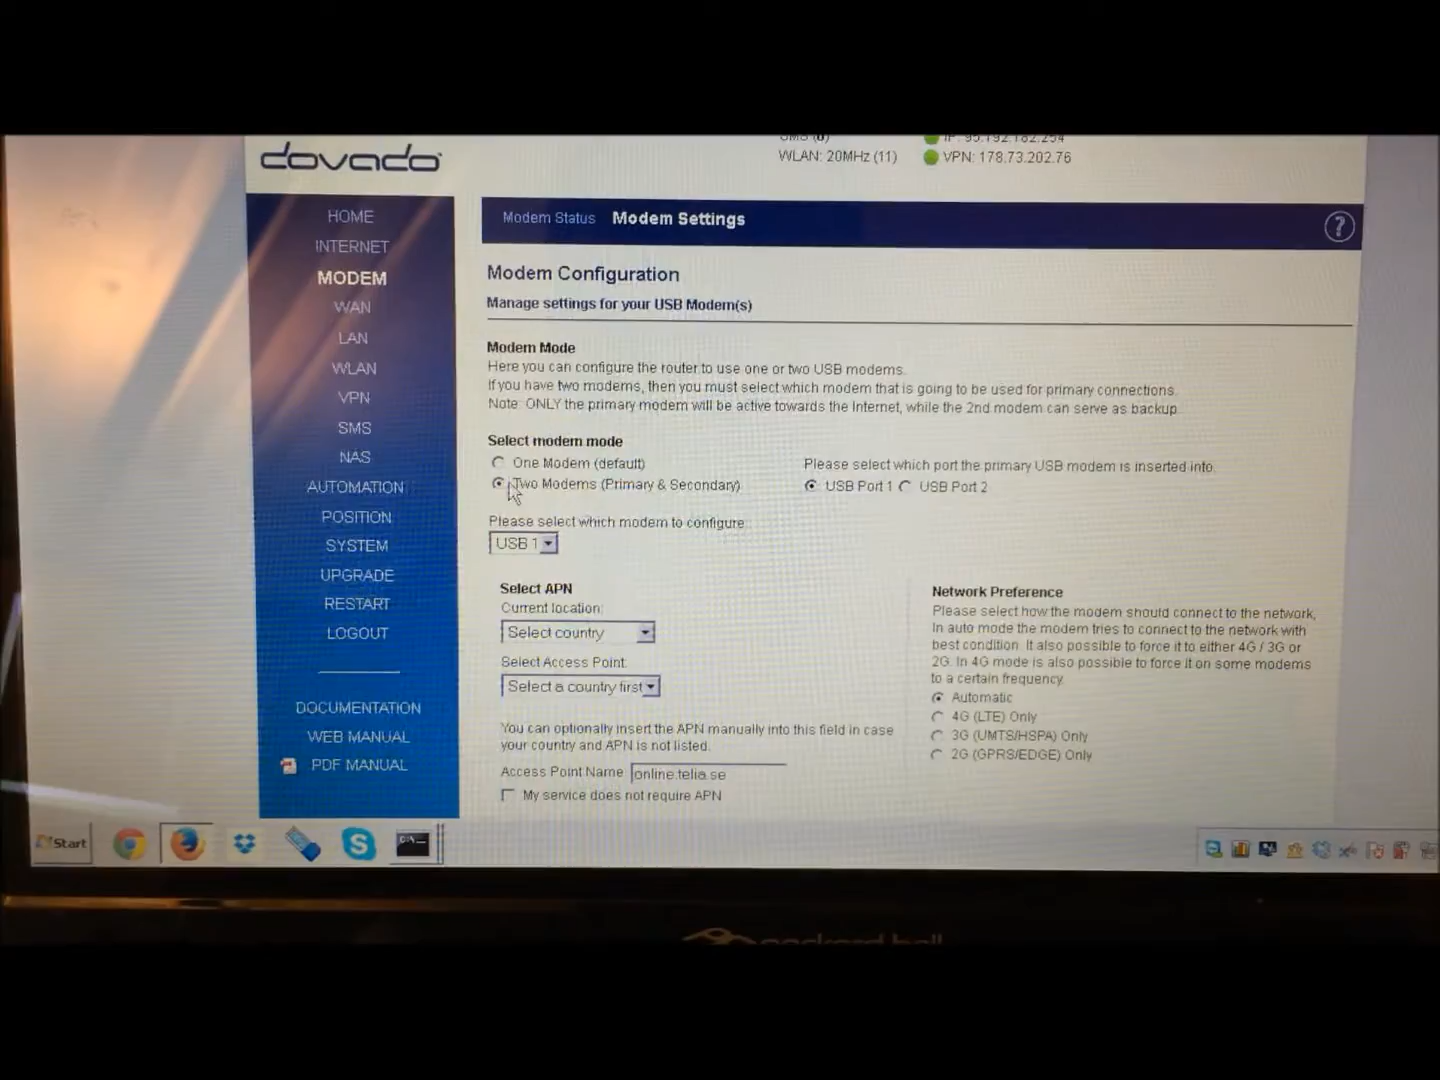 dovado
SMS (0)
IP: 95.192.182.254
WLAN: 20MHz (11)
VPN: 178.73.202.76
HOME
INTERNET
MODEM
WAN
LAN
WLAN
VPN
SMS
NAS
AUTOMATION
POSITION
SYSTEM
UPGRADE
RESTART
LOGOUT
DOCUMENTATION
WEB MANUAL
PDF MANUAL
Modem Status Modem Settings
?
Modem Configuration
Manage settings for your USB Modem(s)
Modem Mode
Here you can configure the router to use one or two USB modems.
If you have two modems, then you must select which modem that is going to be used for primary connections.
Note: ONLY the primary modem will be active towards the Internet, while the 2nd modem can serve as backup.
Select modem mode
One Modem (default)
Two Modems (Primary & Secondary)
Please select which port the primary USB modem is inserted into:
USB Port 1 USB Port 2
Please select which modem to configure:
USB 1
Select APN
Current location:
Select country
Select Access Point:
Select a country first
You can optionally insert the APN manually into this field in case
your country and APN is not listed.
Access Point Name online.telia.se
My service does not require APN
Network Preference
Please select how the modem should connect to the network,
In auto mode the modem tries to connect to the network with
best condition. It also possible to force it to either 4G / 3G or
2G. In 4G mode is also possible to force it on some modems
to a certain frequency.
Automatic
4G (LTE) Only
3G (UMTS/HSPA) Only
2G (GPRS/EDGE) Only
Start
C:\
packard bell